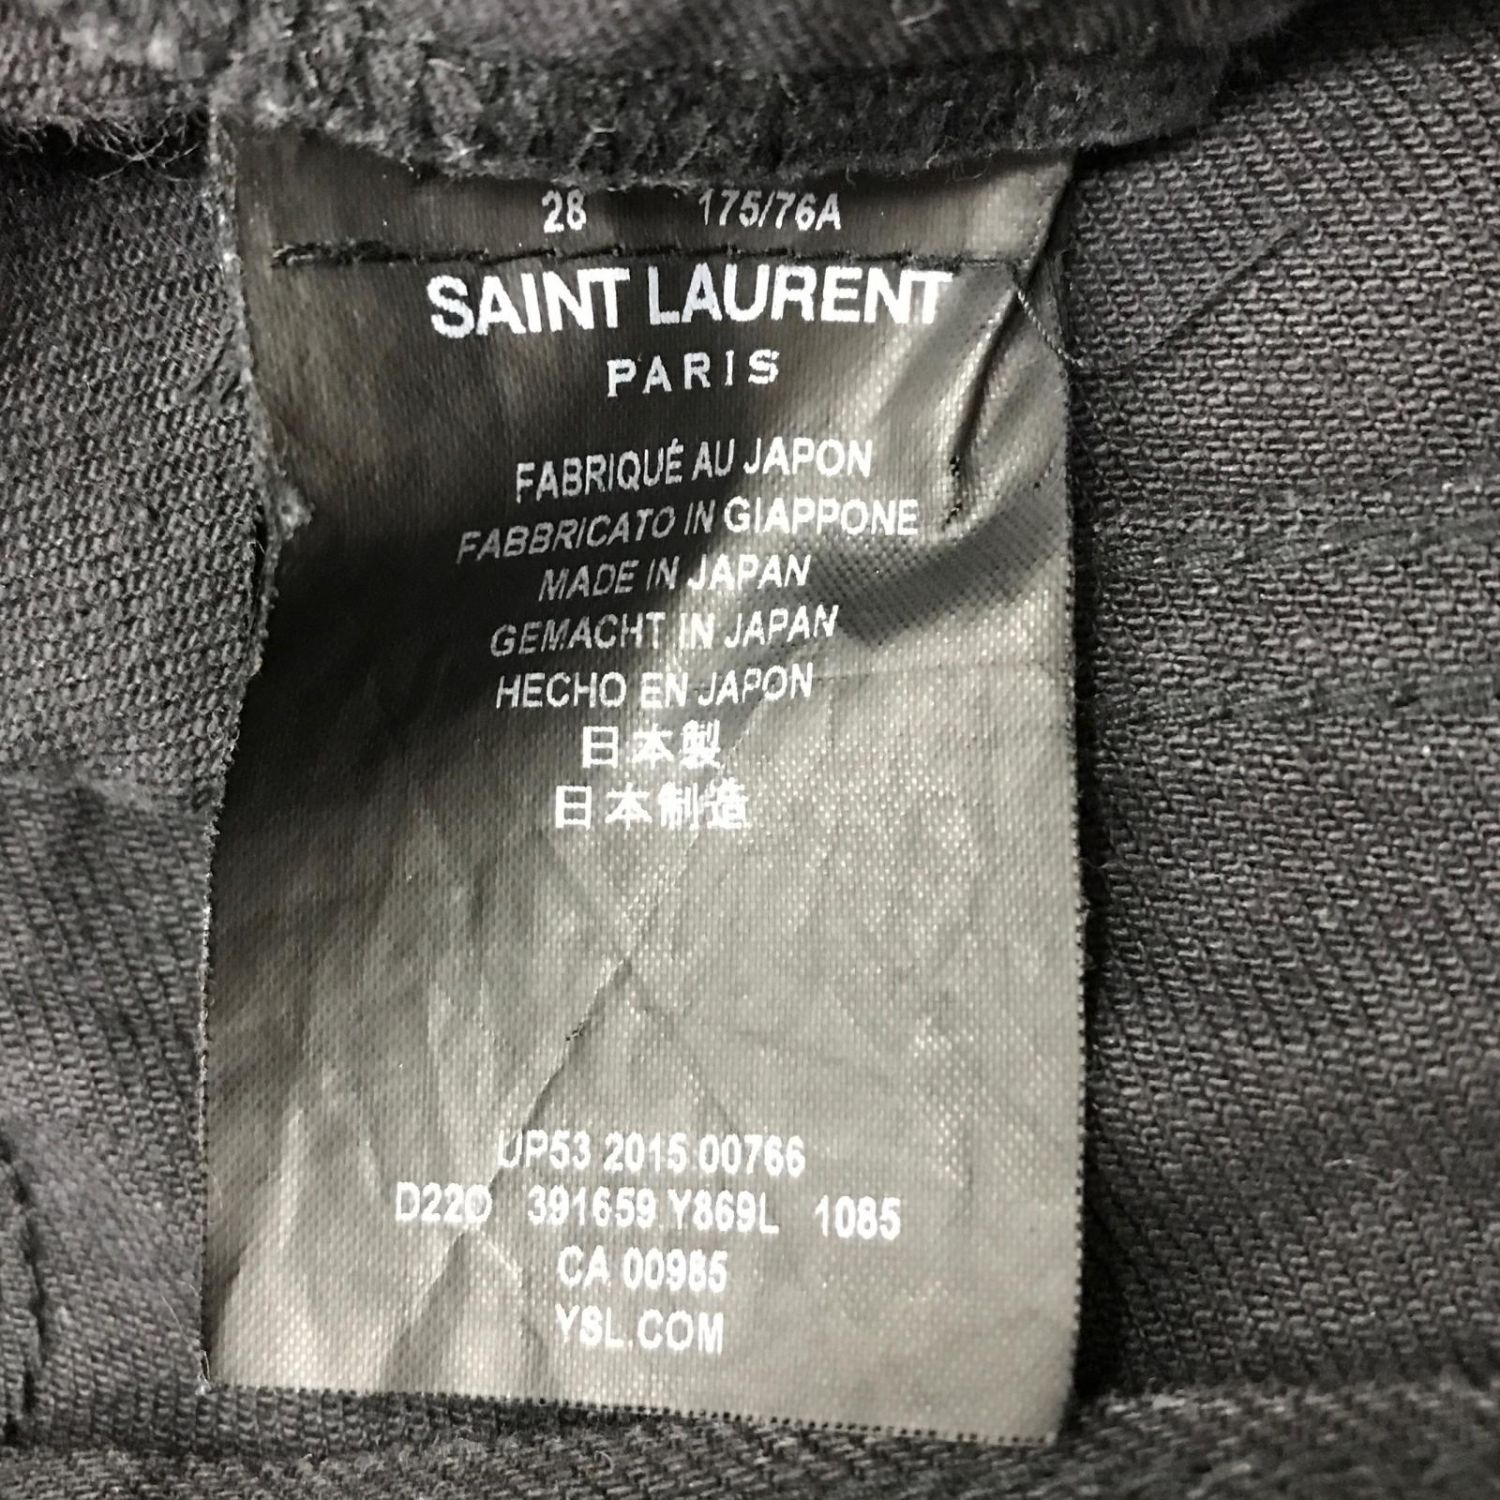 28 175/76A
SAINT LAURENT
PARIS
FABRIQUÉ AU JAPON
FABBRICATO IN GIAPPONE
MADE IN JAPAN
GEMACHT IN JAPAN
HECHO EN JAPON
日本製
日本制造
UP53 2015 00766
D22D 391659 Y869L 1085
CA 00985
YSL.COM